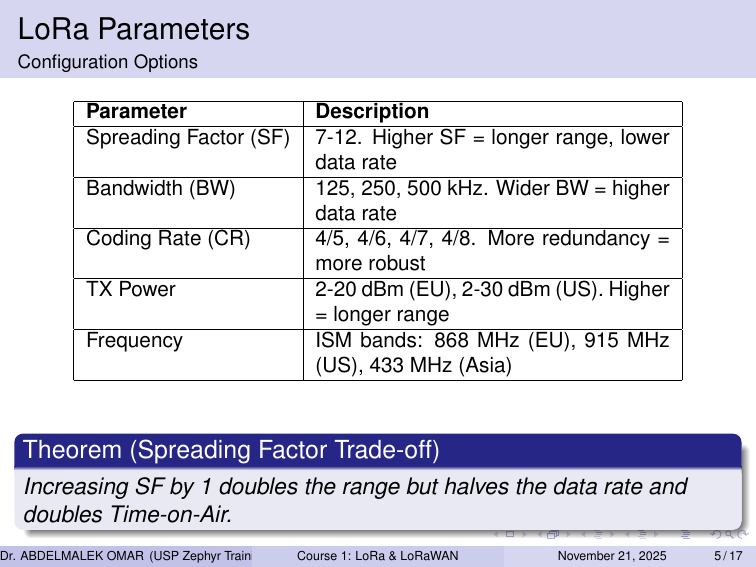 LoRa Parameters
Configuration Options
Parameter Description
Spreading Factor (SF) 7-12. Higher SF = longer range, lower
data rate
Bandwidth (BW) 125, 250, 500 kHz. Wider BW = higher
data rate
Coding Rate (CR) 4/5, 4/6, 4/7, 4/8. More redundancy =
more robust
TX Power 2-20 dBm (EU), 2-30 dBm (US). Higher
= longer range
Frequency ISM bands: 868 MHz (EU), 915 MHz
(US), 433 MHz (Asia)
Theorem (Spreading Factor Trade-off)
Increasing SF by 1 doubles the range but halves the data rate and
doubles Time-on-Air.
Dr. ABDELMALEK OMAR (USP Zephyr Train Course 1: LoRa & LoRaWAN November 21, 2025 5 / 17